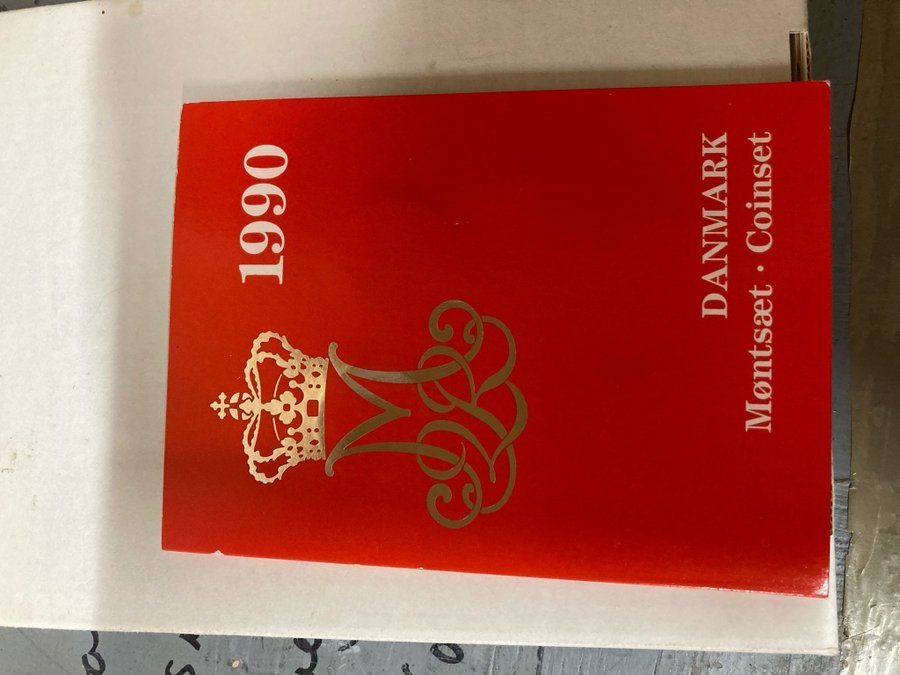 1990
DANMARK
Møntsæt · Coinset